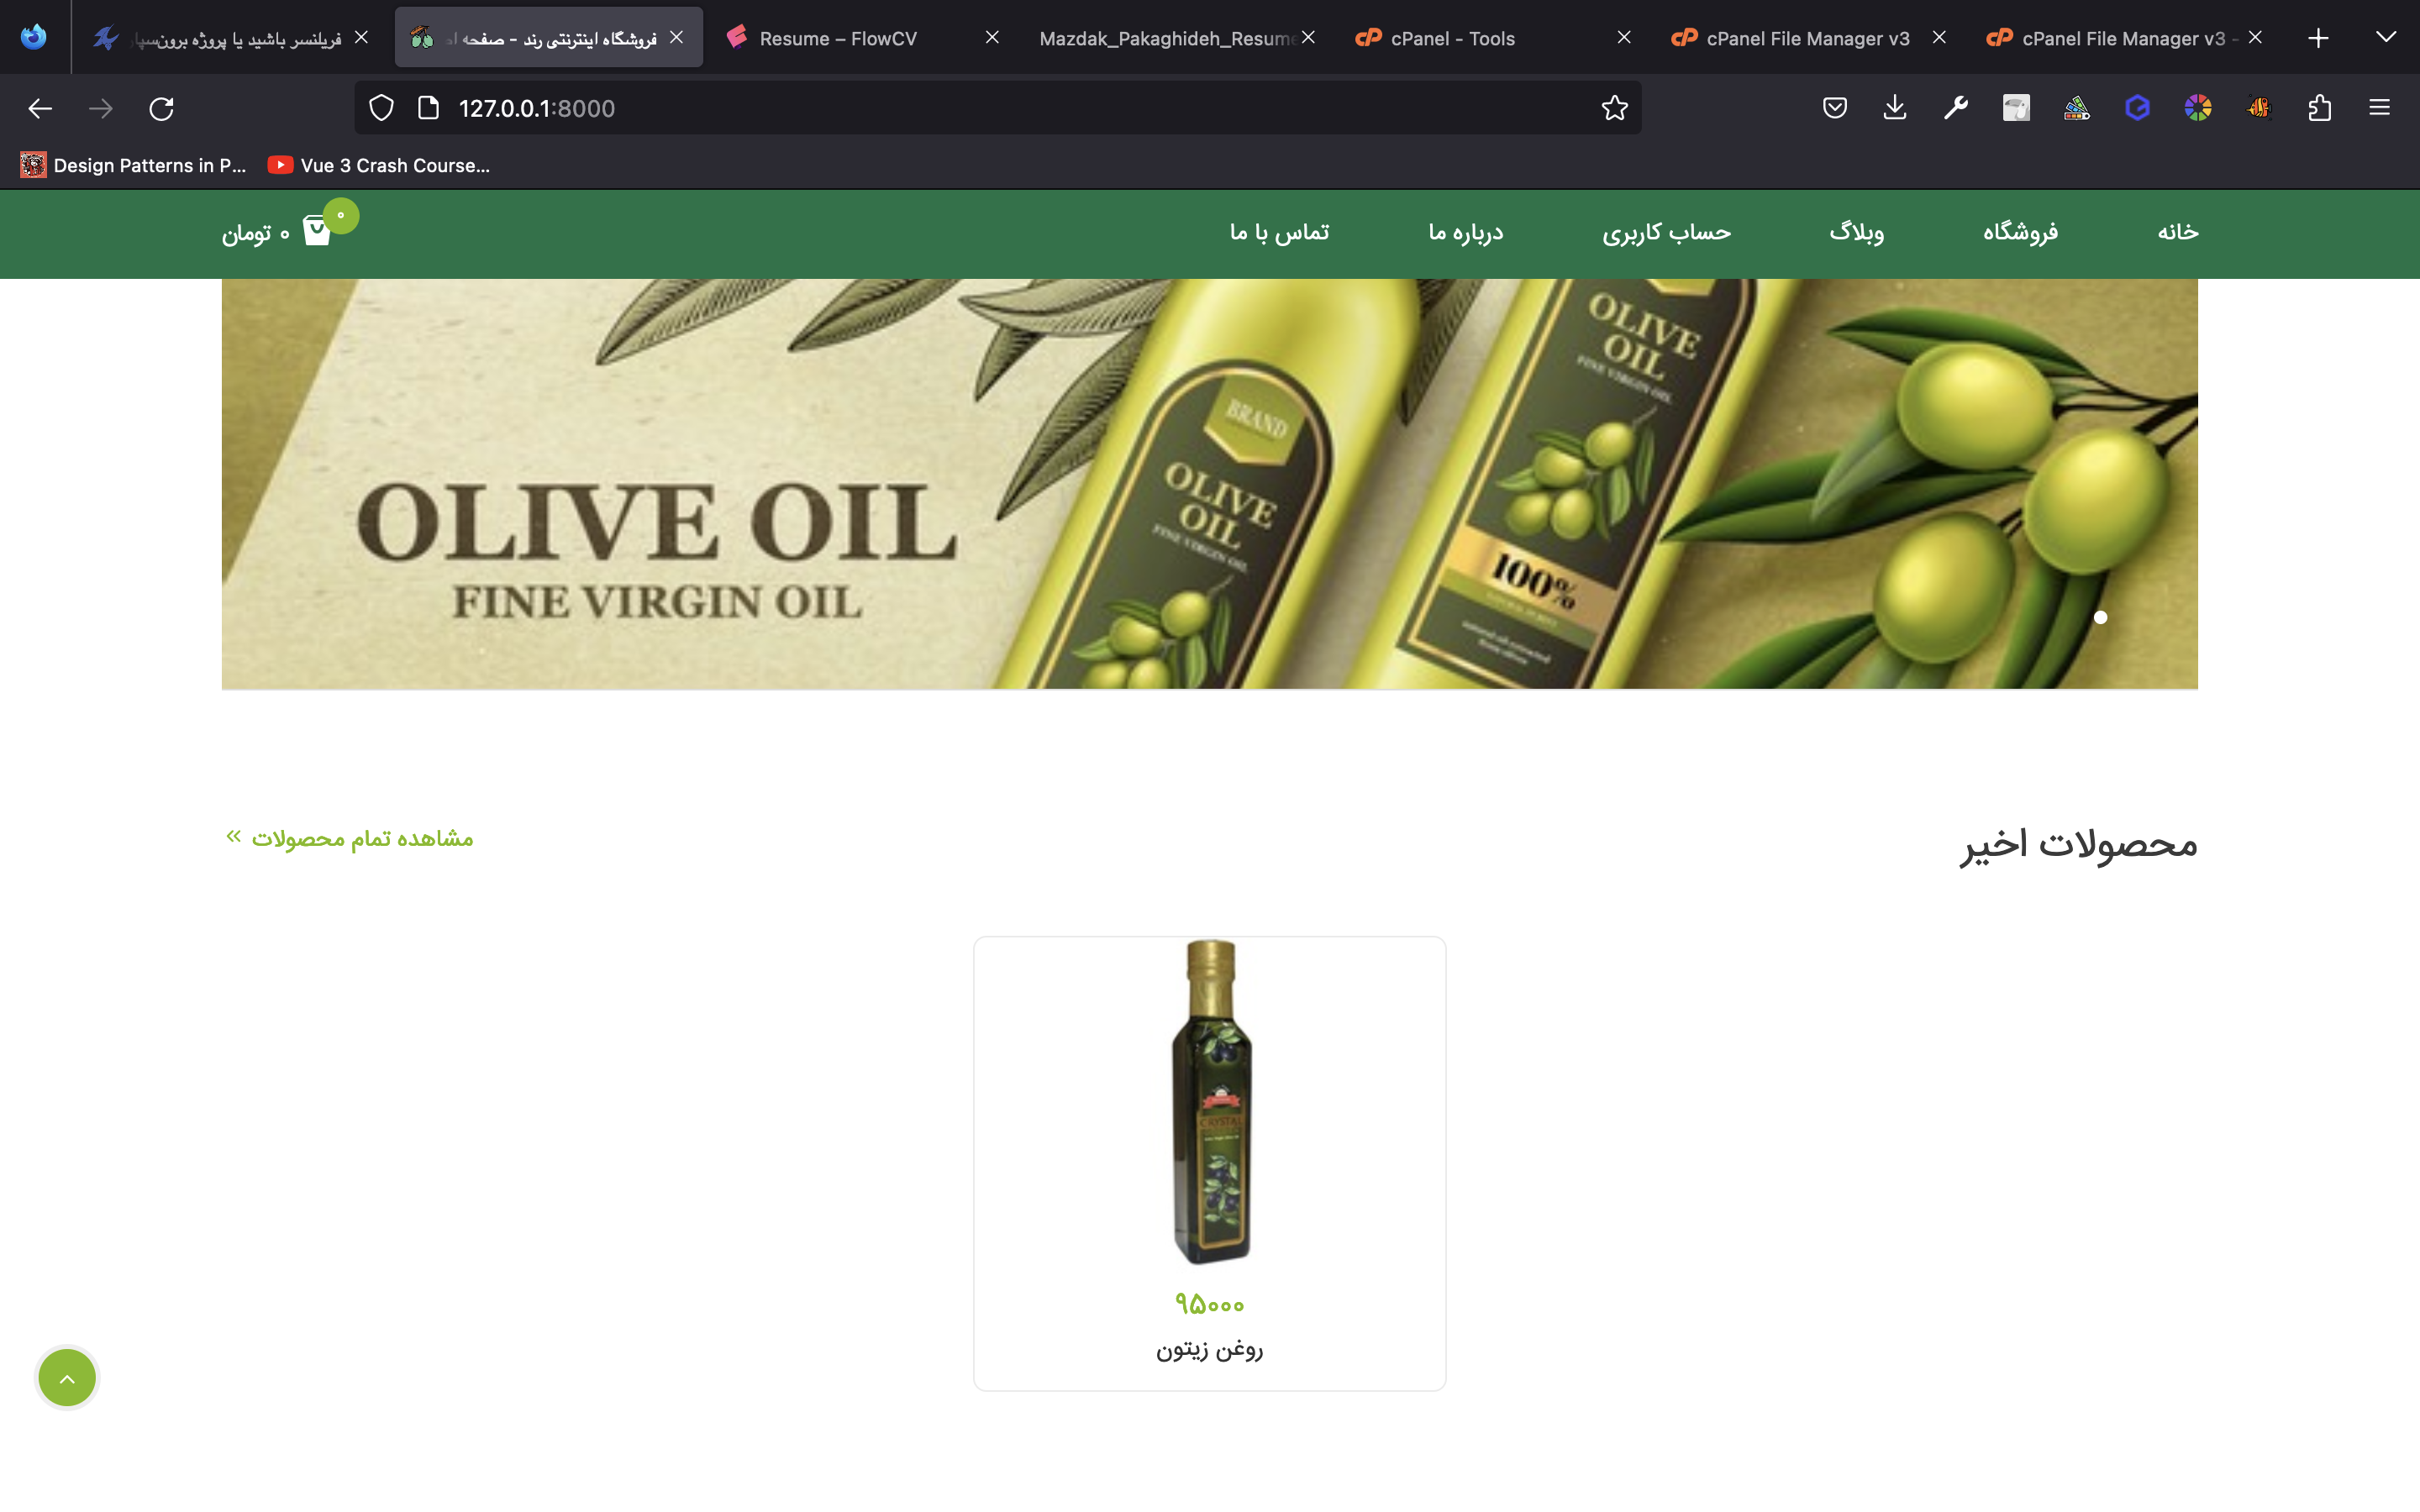 فریلنسر باشید یا پروژه برون‌سپار
فروشگاه اینترنتی رند - صفحه اص
Resume – FlowCV
Mazdak_Pakaghideh_Resume
cPanel - Tools
cPanel File Manager v3
cPanel File Manager v3 -
127.0.0.1:8000
Design Patterns in P...
Vue 3 Crash Course...
خانه
فروشگاه
وبلاگ
حساب کاربری
درباره ما
تماس با ما
۰
۰ تومان
OLIVE OIL
FINE VIRGIN OIL
BRAND
OLIVE
OIL
FINE VIRGIN OIL
OLIVE
OIL
FINE VIRGIN OIL
100%
محصولات اخیر
مشاهده تمام محصولات »
CRYSTAL
۹۵۰۰۰
روغن زیتون